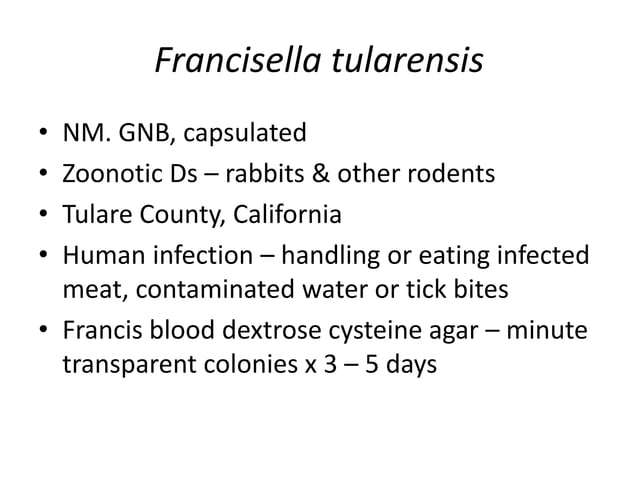 Francisella tularensis
• NM. GNB, capsulated
• Zoonotic Ds – rabbits & other rodents
• Tulare County, California
• Human infection – handling or eating infected
meat, contaminated water or tick bites
• Francis blood dextrose cysteine agar – minute
transparent colonies x 3 – 5 days